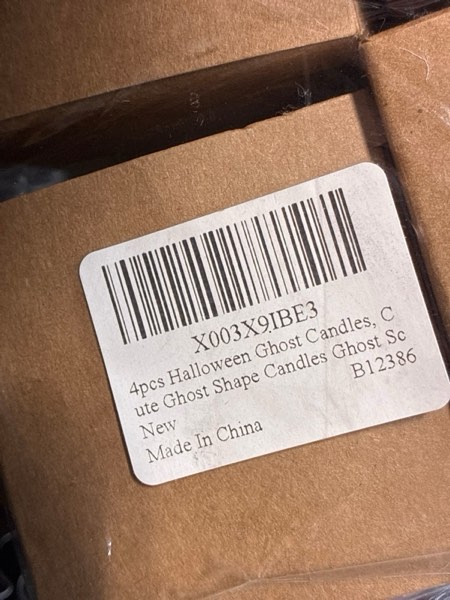 X003X9IBE3
4pcs Halloween Ghost Candles, C
ute Ghost Shape Candles Ghost Sc
New
B12386
Made In China